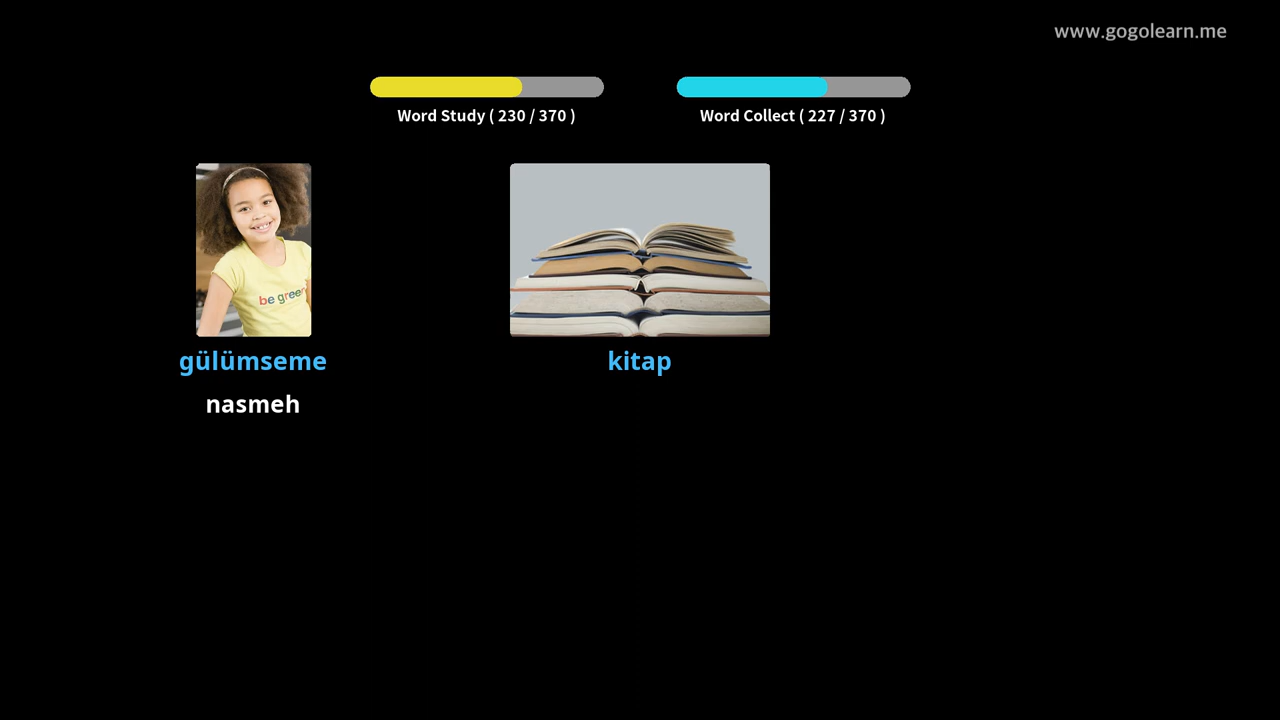 www.gogolearn.me
Word Study ( 230 / 370 )
Word Collect ( 227 / 370 )
be green
gülümseme
kitap
nasmeh